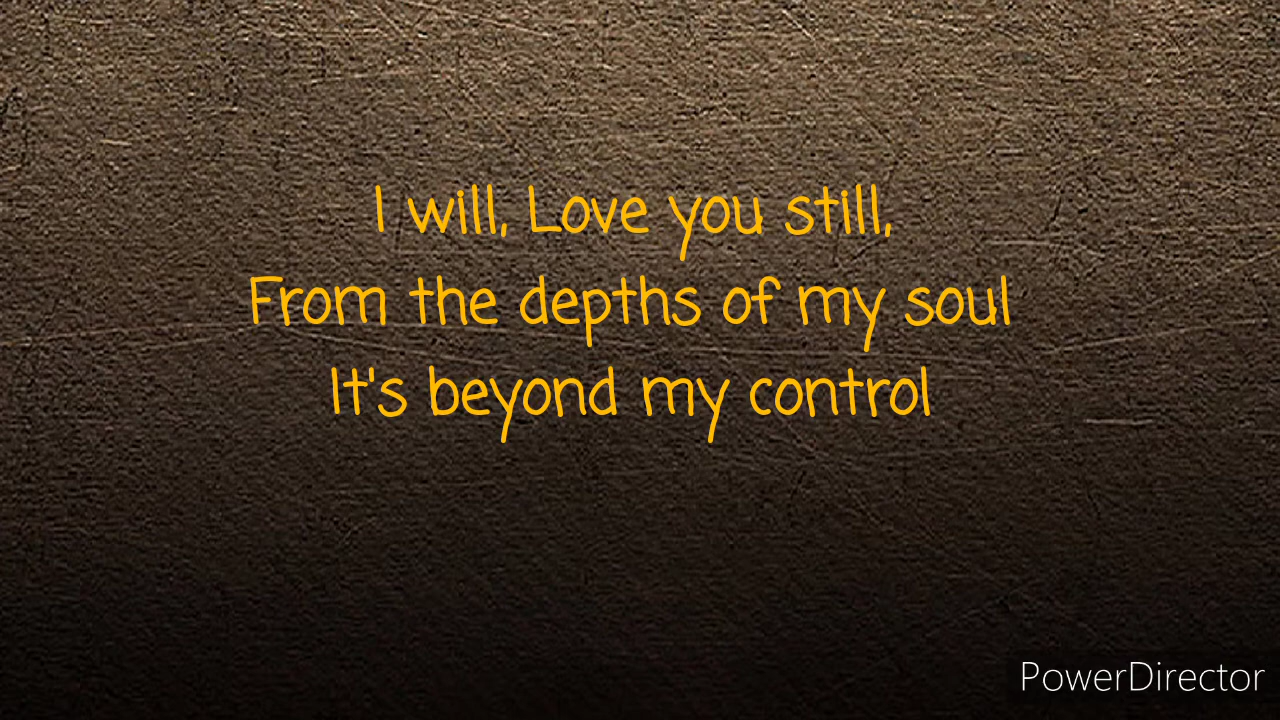 I will, Love you still,
From the depths of my soul
It's beyond my control
PowerDirector